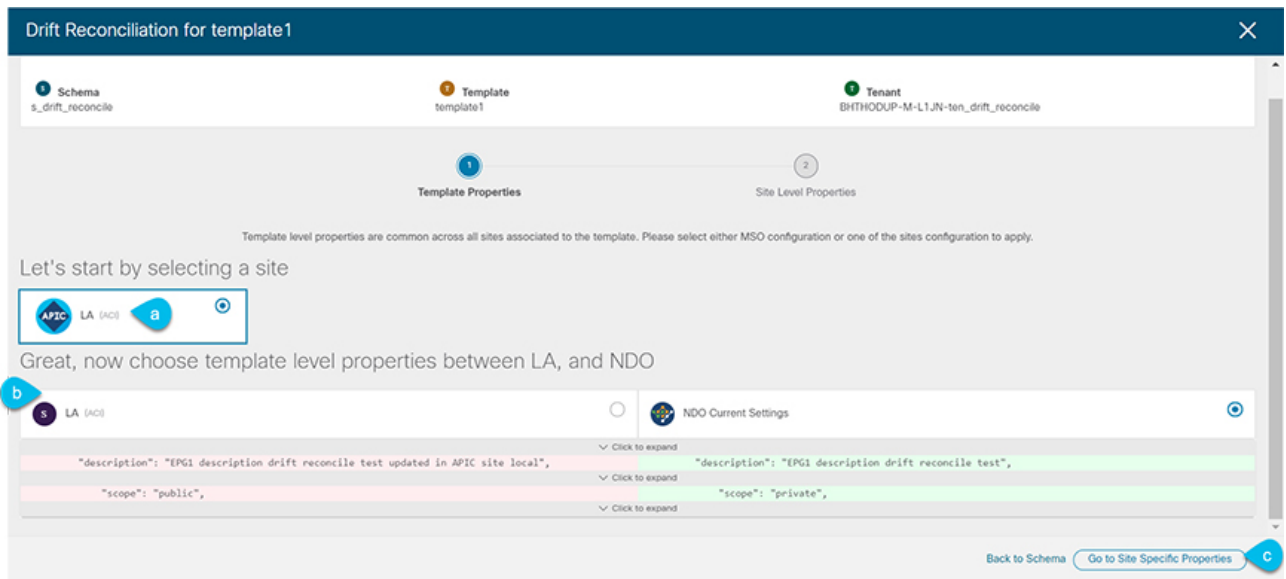 Drift Reconciliation for template1
S Schema
s_drift_reconcile
T Template
template1
T Tenant
BHTHODUP-M-L1JN-ten_drift_reconcile
1
Template Properties
2
Site Level Properties
Template level properties are common across all sites associated to the template. Please select either MSO configuration or one of the sites configuration to apply.
Let's start by selecting a site
APIC LA (ACI) a
Great, now choose template level properties between LA, and NDO
b
S LA (ACI)
NDO Current Settings
Click to expand
"description": "EPG1 description drift reconcile test updated in APIC site local",
"description": "EPG1 description drift reconcile test",
Click to expand
"scope": "public",
"scope": "private",
Click to expand
Back to Schema Go to Site Specific Properties c